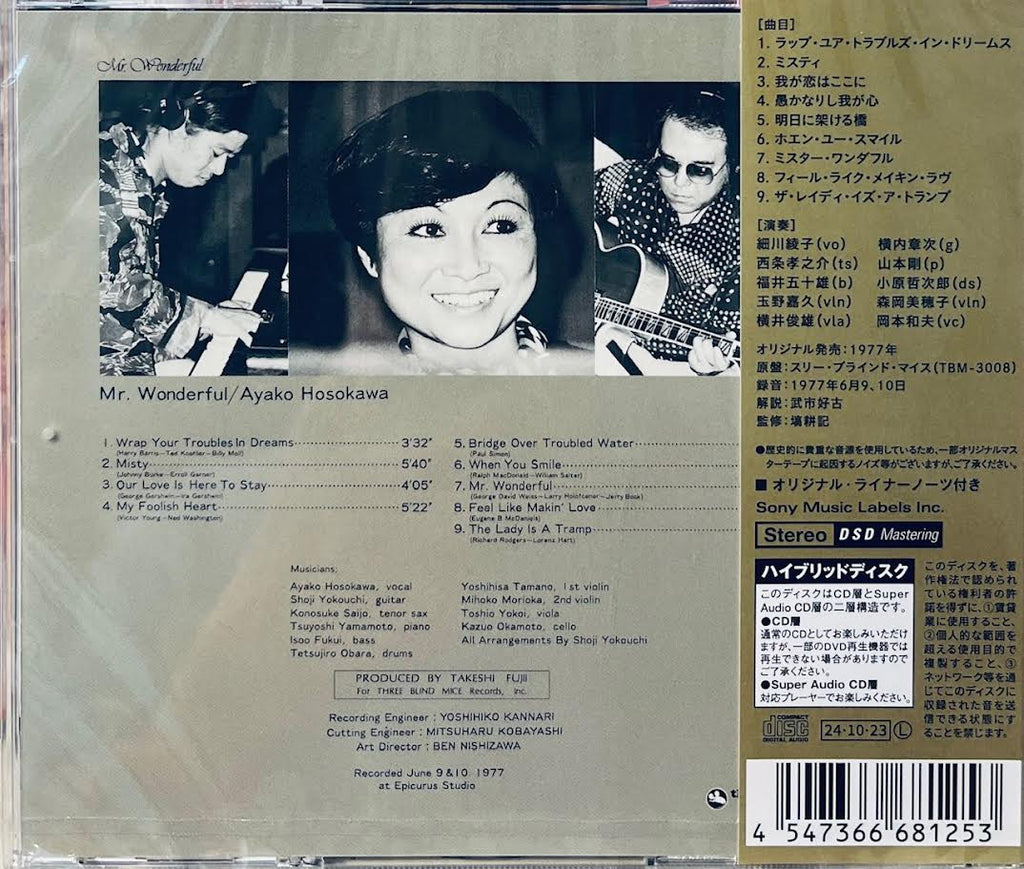 Mr. Wonderful
Mr. Wonderful/Ayako Hosokawa
1. Wrap Your Troubles In Dreams 3'32"
(Harry Barris–Ted Koehler–Billy Moll)
2. Misty 5'40"
(Johnny Burke–Erroll Garner)
3. Our Love Is Here To Stay 4'05"
(George Gershwin–Ira Gershwin)
4. My Foolish Heart 5'22"
(Victor Young–Ned Washington)
5. Bridge Over Troubled Water
(Paul Simon)
6. When You Smile
(Ralph MacDonald–William Salter)
7. Mr. Wonderful
(George David Weiss–Larry Holofcener–Jerry Bock)
8. Feel Like Makin' Love
(Eugene B McDaniels)
9. The Lady Is A Tramp
(Richard Rodgers–Lorenz Hart)
Musicians;
Ayako Hosokawa, vocal
Shoji Yokouchi, guitar
Konosuke Saijo, tenor sax
Tsuyoshi Yamamoto, piano
Isoo Fukui, bass
Tetsujiro Obara, drums
Yoshihisa Tamano, 1st violin
Mihoko Morioka, 2nd violin
Toshio Yokoi, viola
Kazuo Okamoto, cello
All Arrangements By Shoji Yokouchi
PRODUCED BY TAKESHI FUJII
For THREE BLIND MICE Records, Inc.
Recording Engineer : YOSHIHIKO KANNARI
Cutting Engineer : MITSUHARU KOBAYASHI
Art Director : BEN NISHIZAWA
Recorded June 9 & 10 1977
at Epicurus Studio
[曲目]
1. ラップ・ユア・トラブルズ・イン・ドリームス
2. ミスティ
3. 我が恋はここに
4. 愚かなりし我が心
5. 明日に架ける橋
6. ホエン・ユー・スマイル
7. ミスター・ワンダフル
8. フィール・ライク・メイキン・ラヴ
9. ザ・レイディ・イズ・ア・トランプ
[演奏]
細川綾子(vo) 横内章次(g)
西条孝之介(ts) 山本剛(p)
福井五十雄(b) 小原哲次郎(ds)
玉野嘉久(vln) 森岡美穂子(vln)
横井俊雄(vla) 岡本和夫(vc)
オリジナル発売:1977年
原盤:スリー・ブラインド・マイス(TBM-3008)
録音:1977年6月9、10日
解説:武市好古
監修:塙耕記
●歴史的に貴重な音源を使用しているため、一部オリジナルマス
ターテープに起因するノイズ等がございますが、ご了承ください。
■ オリジナル・ライナーノーツ付き
Sony Music Labels Inc.
Stereo DSD Mastering
ハイブリッドディスク
このディスクはCD層とSuper
Audio CD層の二層構造です。
●CD層
通常のCDとしてお楽しみいただけ
ますが、一部のDVD再生機器では
再生できない場合がありますので
ご了承ください。
●Super Audio CD層
対応プレーヤーでお楽しみください。
このディスクを、著
作権法で認められ
ている権利者の許
諾を得ずに、①賃貸
業に使用すること、
②個人的な範囲を
超える使用目的で
複製すること、③
ネットワーク等を通
じてこのディスクに
収録された音を送
信できる状態にす
ることを禁じます。
COMPACT
disc
DIGITAL AUDIO
24・10・23 L
4 547366 681253